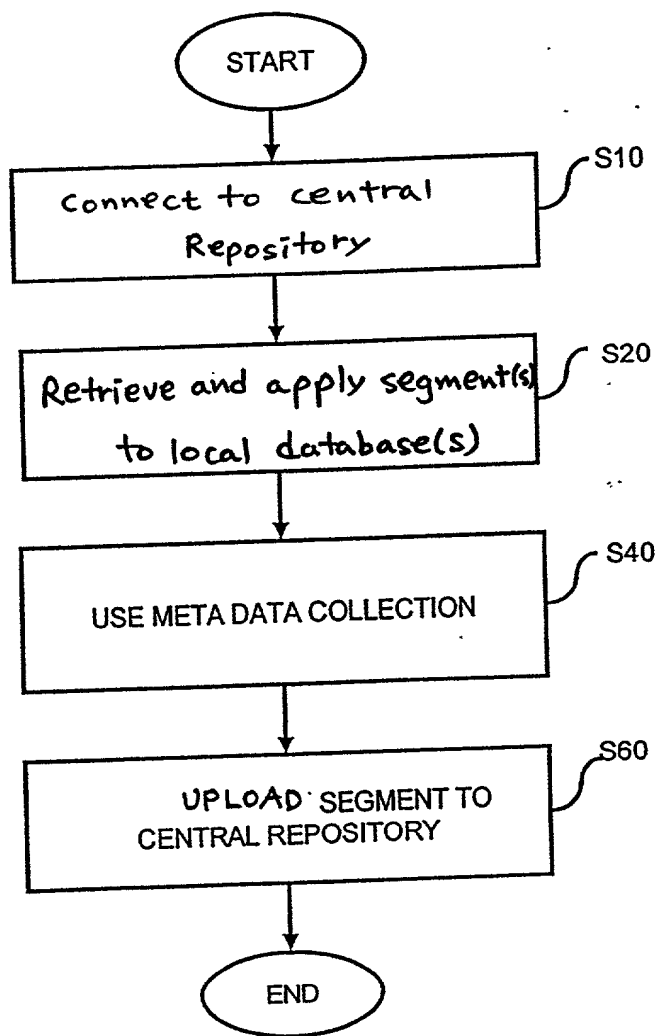 START
S10
connect to central
Repository
S20
Retrieve and apply segment(s)
to local database(s)
S40
USE META DATA COLLECTION
S60
UPLOAD SEGMENT TO
CENTRAL REPOSITORY
END